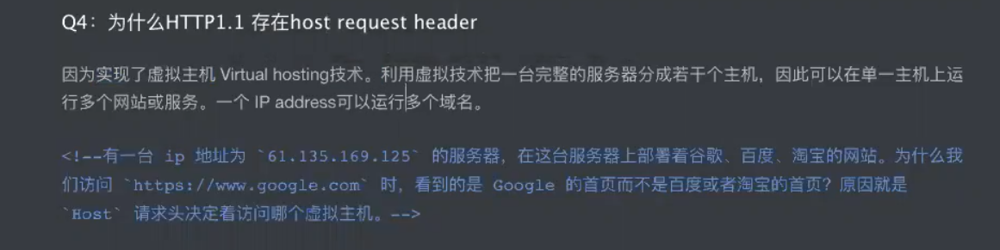 Q4：为什么HTTP1.1 存在host request header
因为实现了虚拟主机 Virtual hosting技术。利用虚拟技术把一台完整的服务器分成若干个主机，因此可以在单一主机上运
行多个网站或服务。一个 IP address可以运行多个域名。
<!--有一台 ip 地址为 `61.135.169.125` 的服务器，在这台服务器上部署着谷歌、百度、淘宝的网站。为什么我
们访问 `https://www.google.com` 时，看到的是 Google 的首页而不是百度或者淘宝的首页？原因就是
`Host` 请求头决定着访问哪个虚拟主机。-->